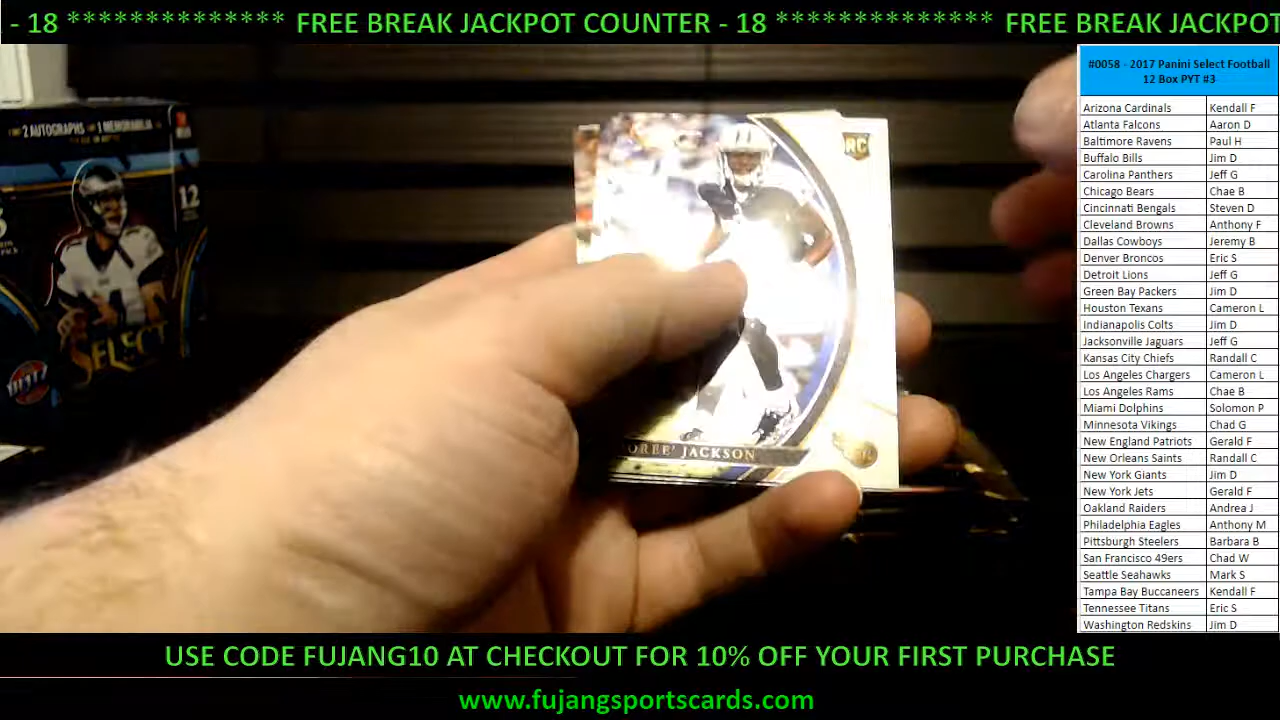 - 18 ************** FREE BREAK JACKPOT COUNTER - 18 ************** FREE BREAK JACKPOT
2 AUTOGRAPHS 1 MEMORABILIA
12
SELECT
RC
OREE' JACKSON
#0058 - 2017 Panini Select Football
12 Box PYT #3
Arizona Cardinals Kendall F
Atlanta Falcons Aaron D
Baltimore Ravens Paul H
Buffalo Bills Jim D
Carolina Panthers Jeff G
Chicago Bears Chae B
Cincinnati Bengals Steven D
Cleveland Browns Anthony F
Dallas Cowboys Jeremy B
Denver Broncos Eric S
Detroit Lions Jeff G
Green Bay Packers Jim D
Houston Texans Cameron L
Indianapolis Colts Jim D
Jacksonville Jaguars Jeff G
Kansas City Chiefs Randall C
Los Angeles Chargers Cameron L
Los Angeles Rams Chae B
Miami Dolphins Solomon P
Minnesota Vikings Chad G
New England Patriots Gerald F
New Orleans Saints Randall C
New York Giants Jim D
New York Jets Gerald F
Oakland Raiders Andrea J
Philadelphia Eagles Anthony M
Pittsburgh Steelers Barbara B
San Francisco 49ers Chad W
Seattle Seahawks Mark S
Tampa Bay Buccaneers Kendall F
Tennessee Titans Eric S
Washington Redskins Jim D
USE CODE FUJANG10 AT CHECKOUT FOR 10% OFF YOUR FIRST PURCHASE
www.fujangsportscards.com